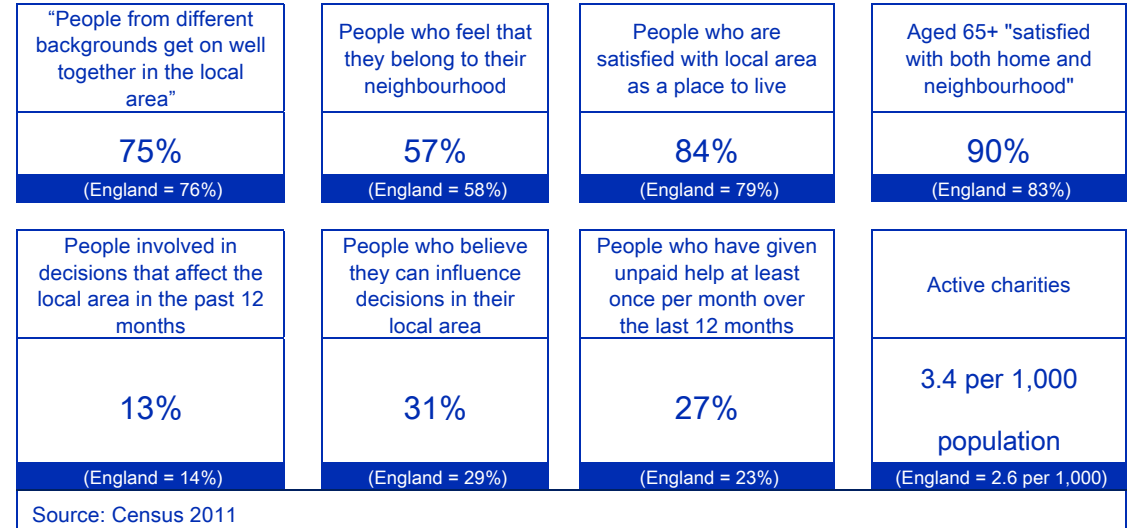 “People from different
backgrounds get on well
together in the local
area”
75%
(England = 76%)
People who feel that
they belong to their
neighbourhood
57%
(England = 58%)
People who are
satisfied with local area
as a place to live
84%
(England = 79%)
Aged 65+ "satisfied
with both home and
neighbourhood"
90%
(England = 83%)
People involved in
decisions that affect the
local area in the past 12
months
13%
(England = 14%)
People who believe
they can influence
decisions in their
local area
31%
(England = 29%)
People who have given
unpaid help at least
once per month over
the last 12 months
27%
(England = 23%)
Active charities
3.4 per 1,000
population
(England = 2.6 per 1,000)
Source: Census 2011